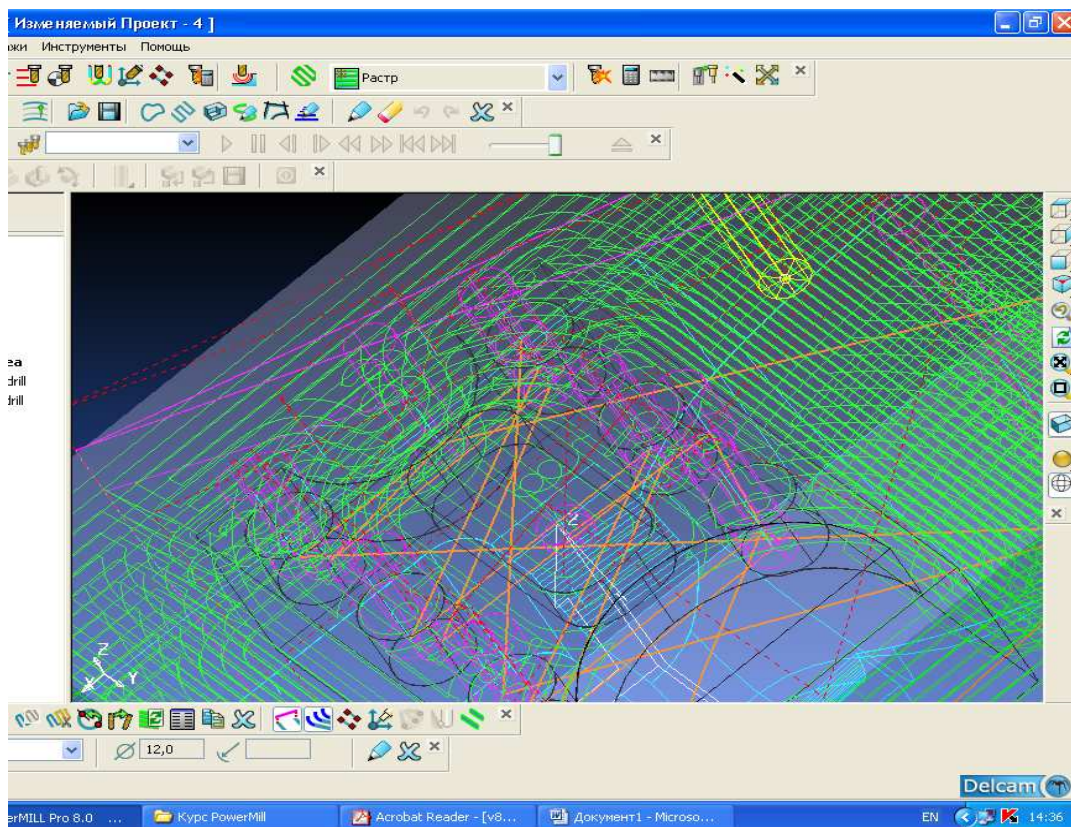 [ Изменяемый Проект - 4 ]
жи Инструменты Помощь
Растр
ea
drill
drill
Z
Z
X
Y
12,0
Delcam
erMILL Pro 8.0 ...
Курс PowerMill
Acrobat Reader - [v8...
Документ1 - Microso...
EN
14:36